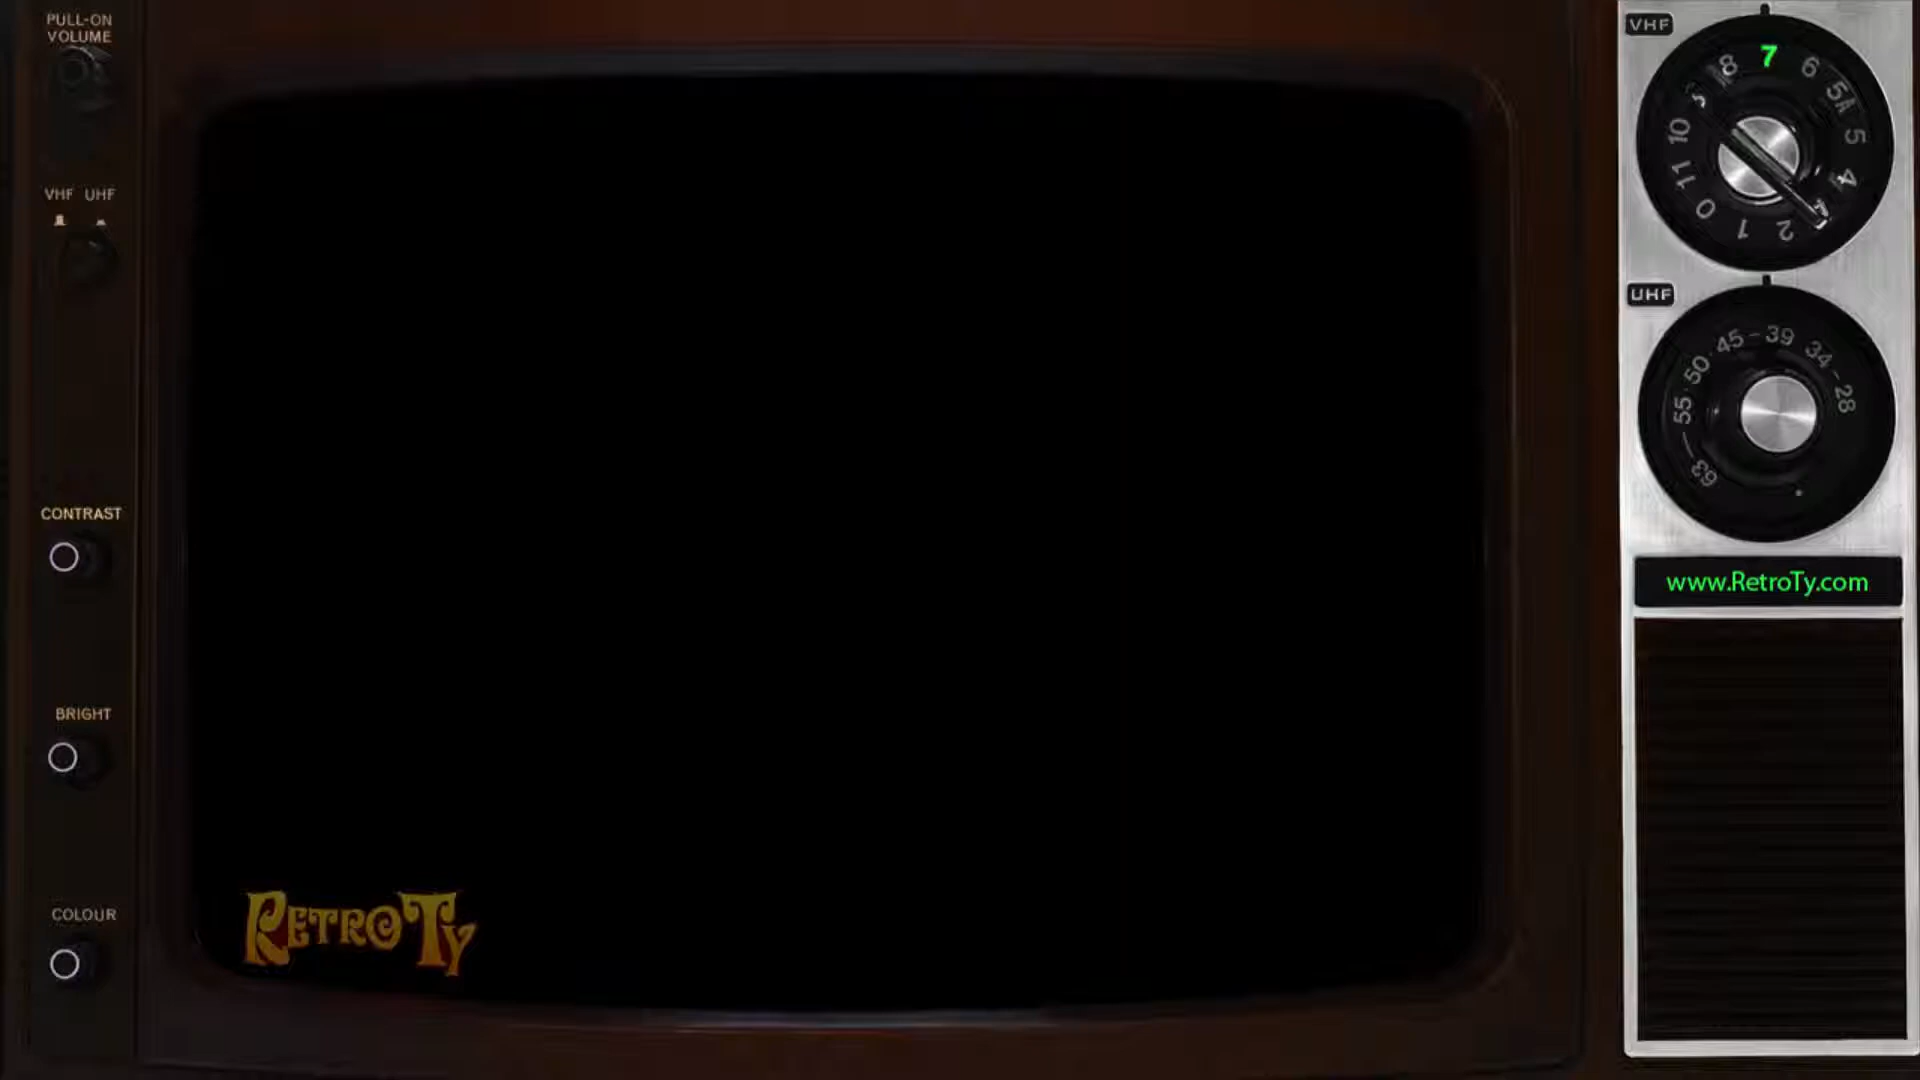 PULL-ON
VOLUME
VHF UHF
CONTRAST
BRIGHT
COLOUR
RETROTY
VHF
7
6
5A
5
4
2
1
0
11
10
9
8
UHF
63
55
50
45
39
34
28
www.RetroTy.com